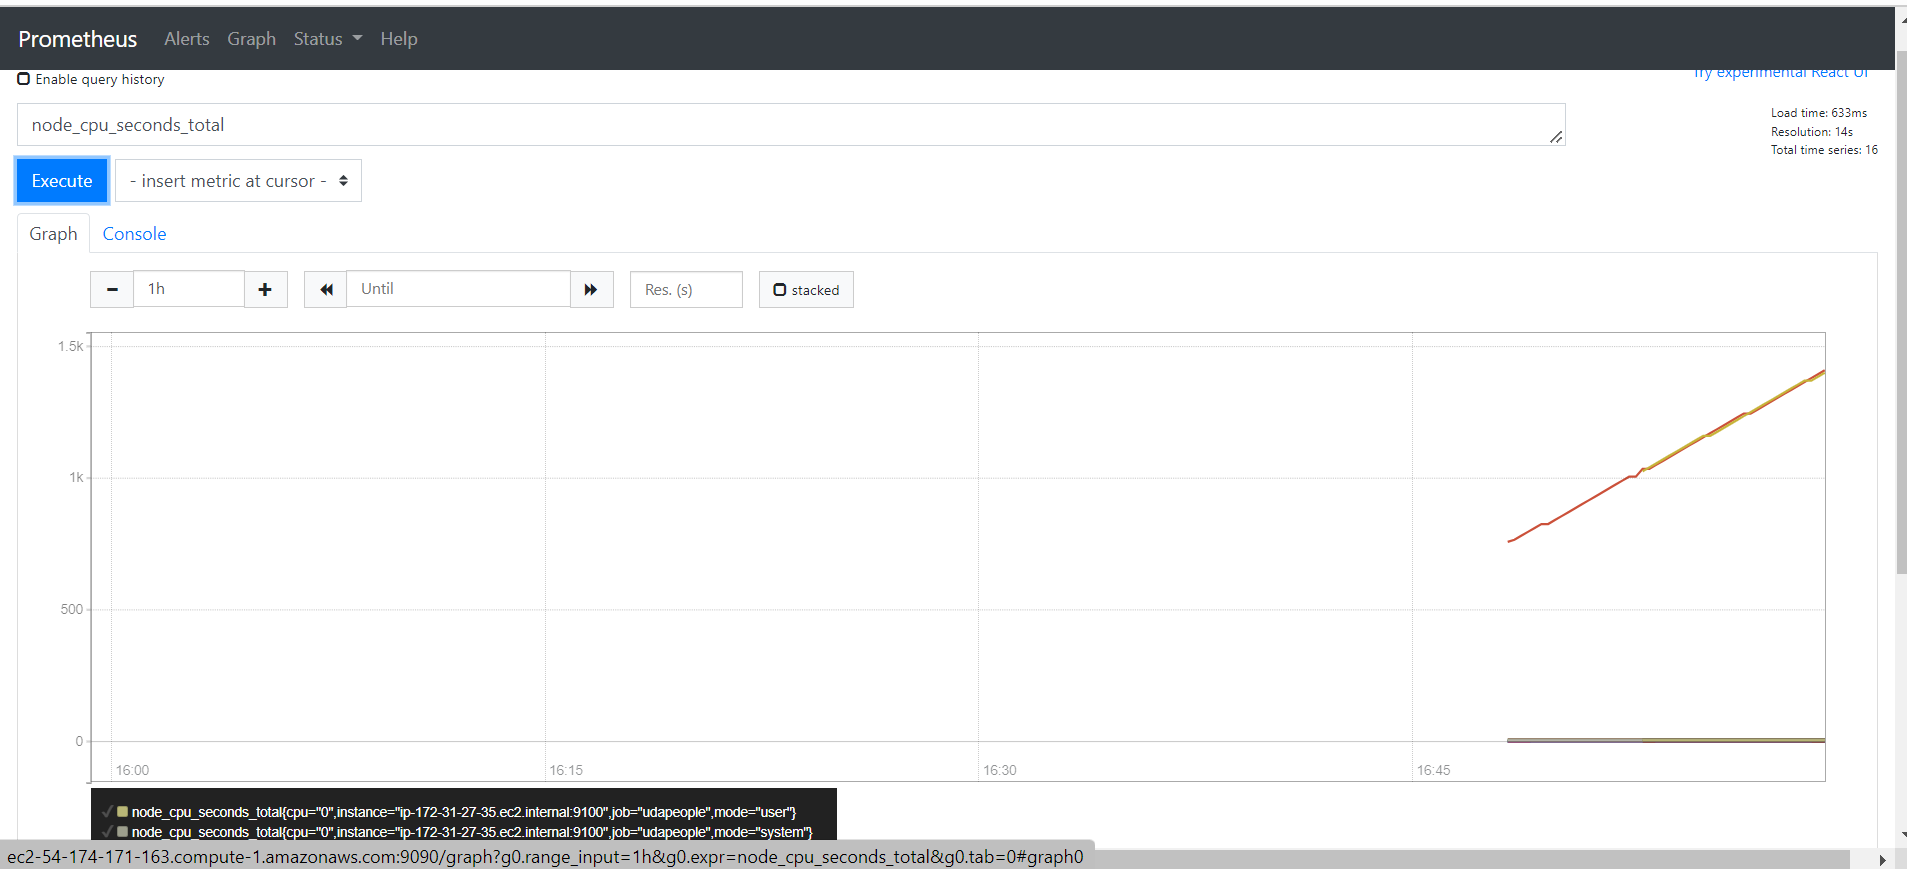 Prometheus Alerts Graph Status Help
Enable query history
Try experimental React UI
node_cpu_seconds_total
Load time: 633ms
Resolution: 14s
Total time series: 16
Execute - insert metric at cursor -
Graph Console
1h Until Res. (s) stacked
1.5k
1k
500
0
16:00 16:15 16:30 16:45
node_cpu_seconds_total{cpu="0",instance="ip-172-31-27-35.ec2.internal:9100",job="udapeople",mode="user"}
node_cpu_seconds_total{cpu="0",instance="ip-172-31-27-35.ec2.internal:9100",job="udapeople",mode="system"}
ec2-54-174-171-163.compute-1.amazonaws.com:9090/graph?g0.range_input=1h&g0.expr=node_cpu_seconds_total&g0.tab=0#graph0